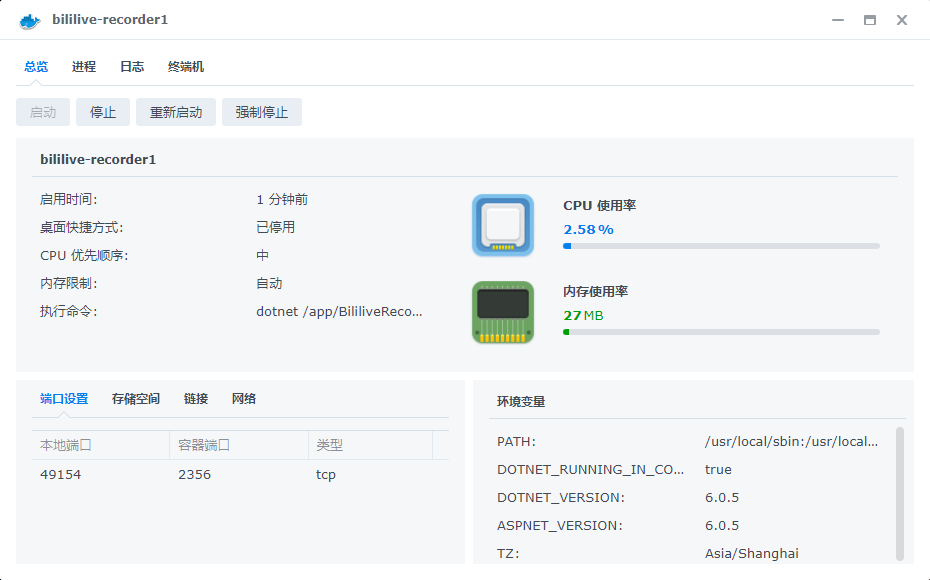 bililive-recorder1
总览 进程 日志 终端机
启动 停止 重新启动 强制停止
bililive-recorder1
启用时间: 1 分钟前
桌面快捷方式: 已停用
CPU 优先顺序: 中
内存限制: 自动
执行命令: dotnet /app/BililiveReco...
CPU 使用率
2.58%
内存使用率
27MB
端口设置 存储空间 链接 网络
本地端口 容器端口 类型
49154 2356 tcp
环境变量
PATH: /usr/local/sbin:/usr/local...
DOTNET_RUNNING_IN_CO... true
DOTNET_VERSION: 6.0.5
ASPNET_VERSION: 6.0.5
TZ: Asia/Shanghai